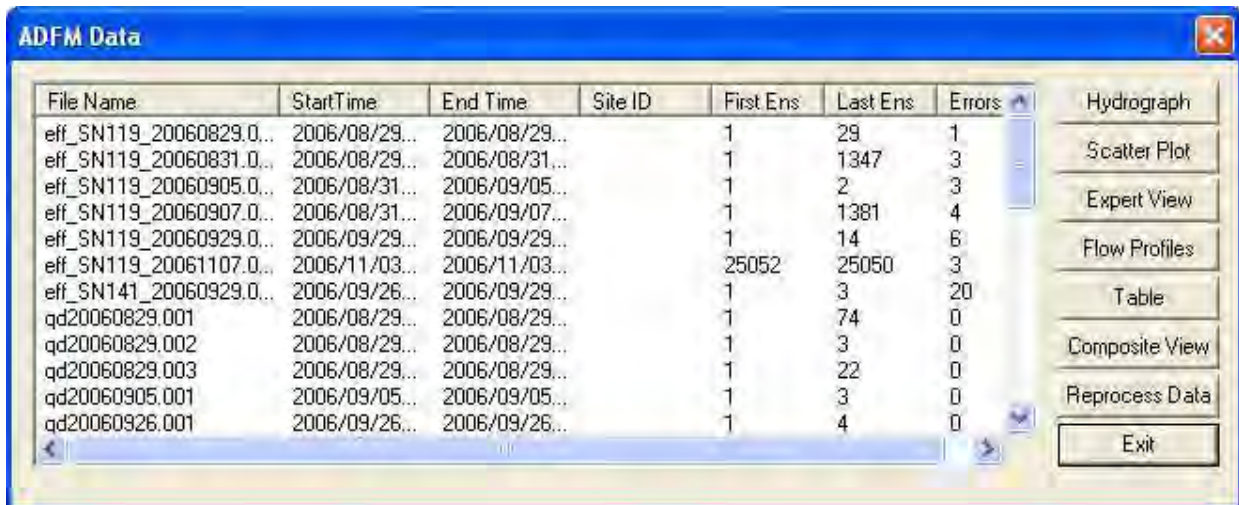 ADFM Data
File Name StartTime End Time Site ID First Ens Last Ens Errors
eff_SN119_20060829.0... 2006/08/29... 2006/08/29... 1 29 1
eff_SN119_20060831.0... 2006/08/29... 2006/08/31... 1 1347 3
eff_SN119_20060905.0... 2006/08/31... 2006/09/05... 1 2 3
eff_SN119_20060907.0... 2006/08/31... 2006/09/07... 1 1381 4
eff_SN119_20060929.0... 2006/09/29... 2006/09/29... 1 14 6
eff_SN119_20061107.0... 2006/11/03... 2006/11/03... 25052 25050 3
eff_SN141_20060929.0... 2006/09/26... 2006/09/29... 1 3 20
qd20060829.001 2006/08/29... 2006/08/29... 1 74 0
qd20060829.002 2006/08/29... 2006/08/29... 1 3 0
qd20060829.003 2006/08/29... 2006/08/29... 1 22 0
qd20060905.001 2006/09/05... 2006/09/05... 1 3 0
qd20060926.001 2006/09/26... 2006/09/26... 1 4 0
Hydrograph
Scatter Plot
Expert View
Flow Profiles
Table
Composite View
Reprocess Data
Exit